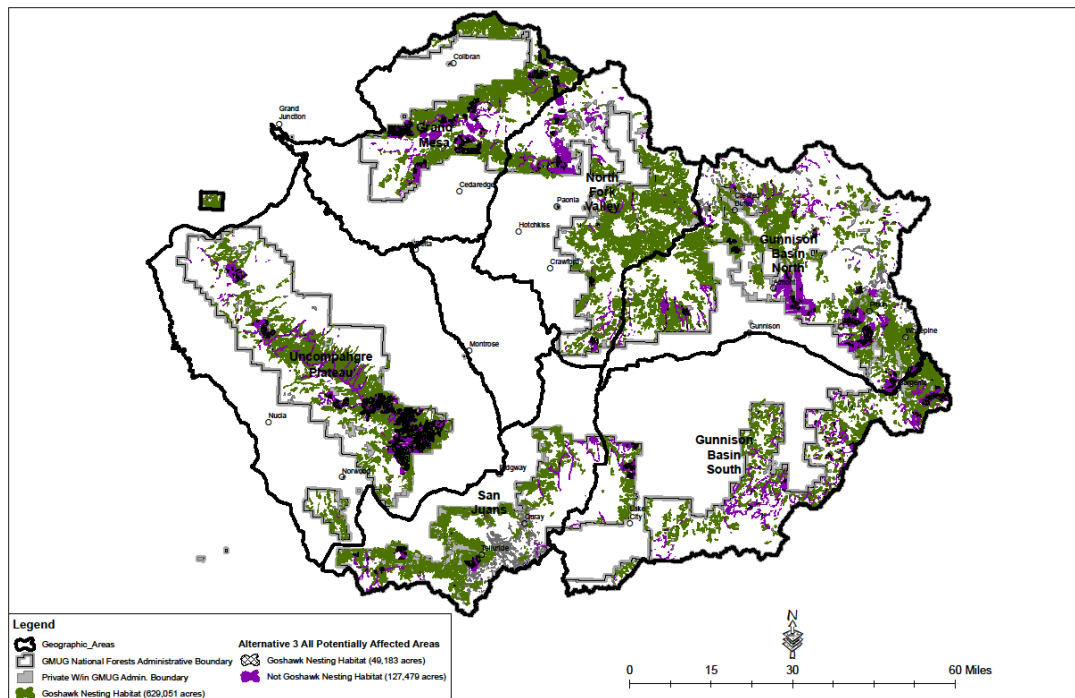 Collbran
Grand
Junction
Grand
Mesa
Cedaredge
North
Fork
Valley
Paonia
Hotchkiss
Crawford
Gunnison
Basin
North
Gunnison
Whitepine
Montrose
Uncompahgre
Plateau
Nucla
Norwood
Ridgway
San
Juans
Ouray
Telluride
Lake
City
Gunnison
Basin
South
N
Legend
Geographic_Areas
GMUG National Forests Administrative Boundary
Private W/in GMUG Admin. Boundary
Goshawk Nesting Habitat (629,051 acres)
Alternative 3 All Potentially Affected Areas
Goshawk Nesting Habitat (49,183 acres)
Not Goshawk Nesting Habitat (127,479 acres)
0 15 30 60 Miles